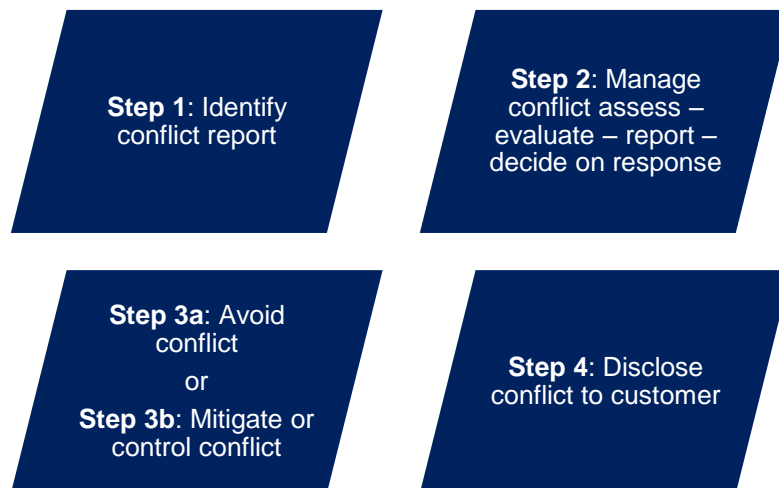 Step 1: Identify
conflict report
Step 2: Manage
conflict assess –
evaluate – report –
decide on response
Step 3a: Avoid
conflict
or
Step 3b: Mitigate or
control conflict
Step 4: Disclose
conflict to customer